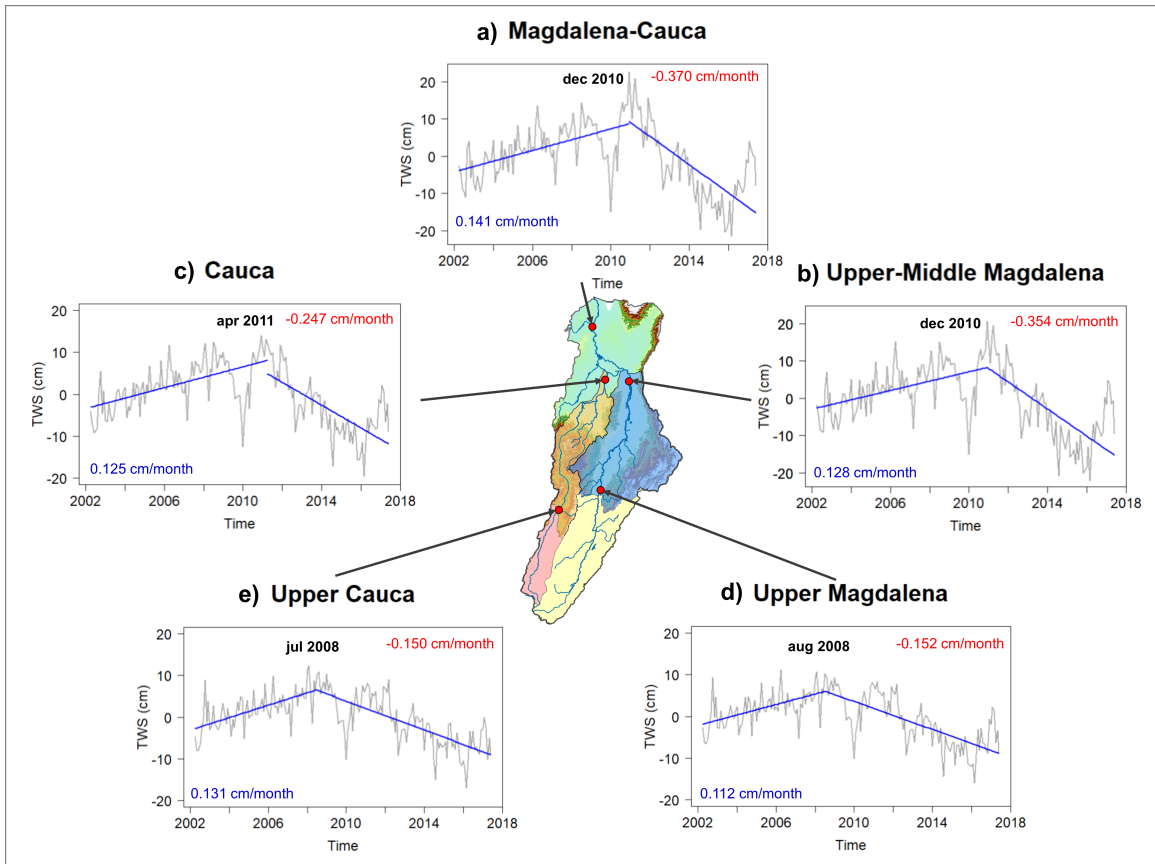 a) Magdalena-Cauca
dec 2010
-0.370 cm/month
TWS (cm)
20
10
0
-10
-20
0.141 cm/month
2002 2006 2010 2014 2018
Time
c) Cauca
apr 2011
-0.247 cm/month
TWS (cm)
20
10
0
-10
-20
0.125 cm/month
2002 2006 2010 2014 2018
Time
b) Upper-Middle Magdalena
dec 2010
-0.354 cm/month
TWS (cm)
20
10
0
-10
-20
0.128 cm/month
2002 2006 2010 2014 2018
Time
e) Upper Cauca
jul 2008
-0.150 cm/month
TWS (cm)
20
10
0
-10
-20
0.131 cm/month
2002 2006 2010 2014 2018
Time
d) Upper Magdalena
aug 2008
-0.152 cm/month
TWS (cm)
20
10
0
-10
-20
0.112 cm/month
2002 2006 2010 2014 2018
Time